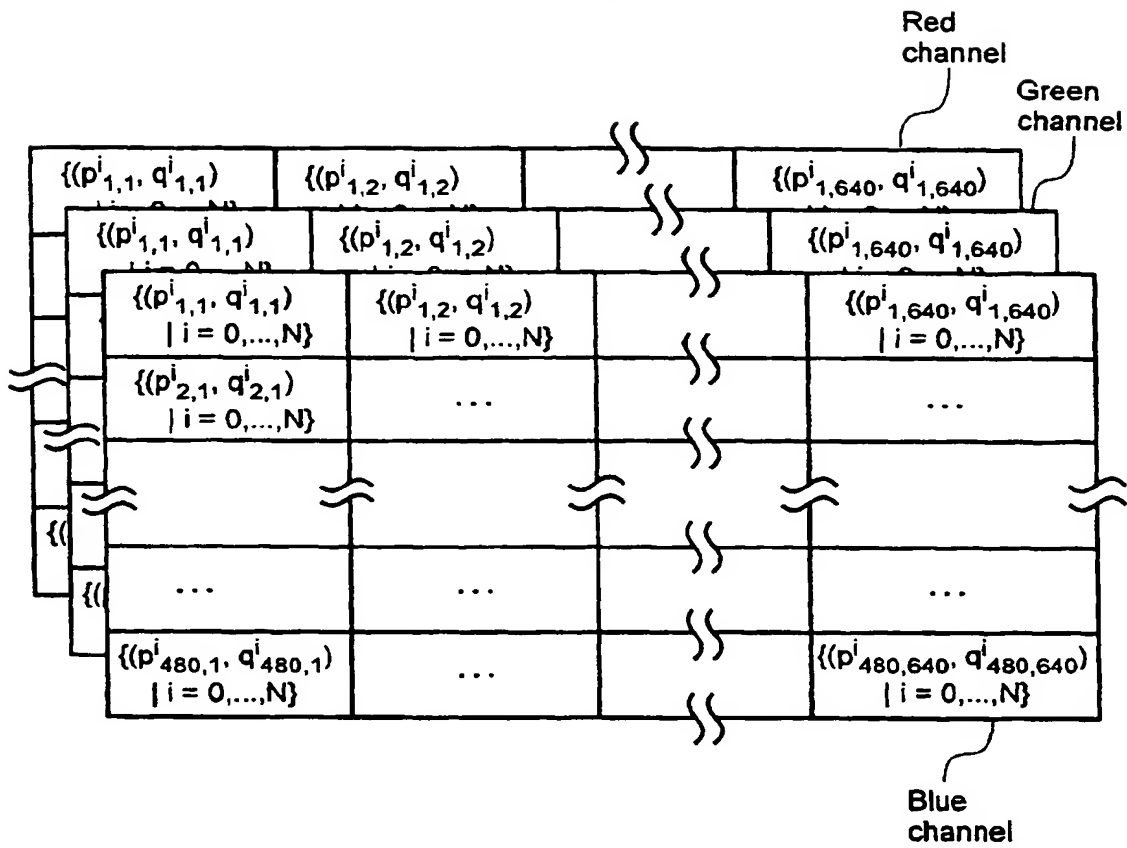 Red
channel
Green
channel
{(p^i_{1,1}, q^i_{1,1})
{(p^i_{1,2}, q^i_{1,2})
{(p^i_{1,640}, q^i_{1,640})
{(p^i_{1,1}, q^i_{1,1})
{(p^i_{1,2}, q^i_{1,2})
{(p^i_{1,640}, q^i_{1,640})
{(p^i_{1,1}, q^i_{1,1})
| i = 0,...,N}
{(p^i_{1,2}, q^i_{1,2})
| i = 0,...,N}
{(p^i_{1,640}, q^i_{1,640})
| i = 0,...,N}
{(p^i_{2,1}, q^i_{2,1})
| i = 0,...,N}
...
...
{(
{(
...
...
...
{(p^i_{480,1}, q^i_{480,1})
| i = 0,...,N}
...
{(p^i_{480,640}, q^i_{480,640})
| i = 0,...,N}
Blue
channel